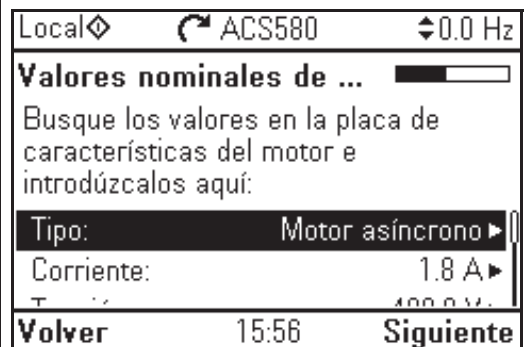 Local ACS580 0.0 Hz
Valores nominales de ...
Busque los valores en la placa de
características del motor e
introdúzcalos aquí:
Tipo: Motor asíncrono
Corriente: 1.8 A
Volver 15:56 Siguiente